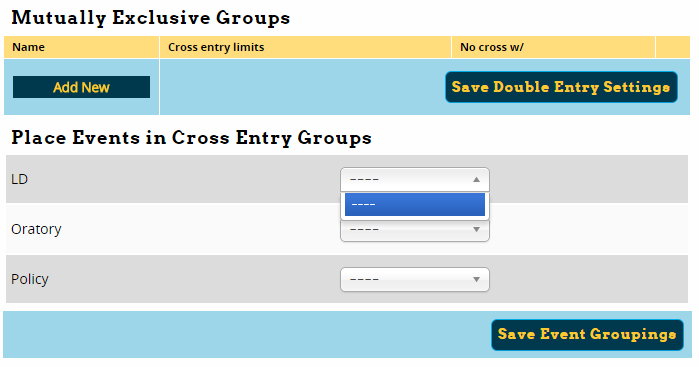 Mutually Exclusive Groups
Name Cross entry limits No cross w/
Add New Save Double Entry Settings
Place Events in Cross Entry Groups
LD ----
----
Oratory ----
Policy ----
Save Event Groupings